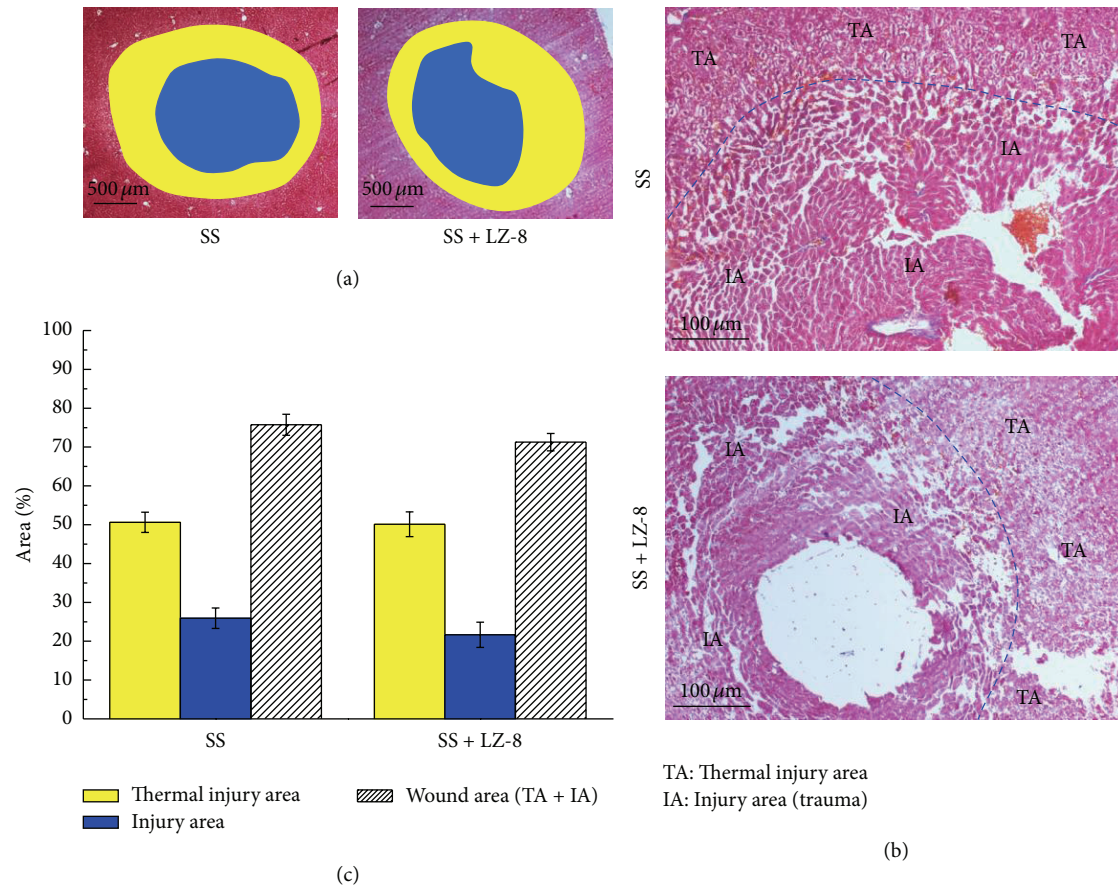 500 μm
500 μm
SS
SS + LZ-8
(a)
TA
TA
TA
IA
IA
IA
100 μm
SS
TA
IA
IA
TA
IA
TA
100 μm
SS + LZ-8
TA: Thermal injury area
IA: Injury area (trauma)
(b)
100
90
80
70
60
50
40
30
20
10
0
Area (%)
SS
SS + LZ-8
Thermal injury area
Injury area
Wound area (TA + IA)
(c)